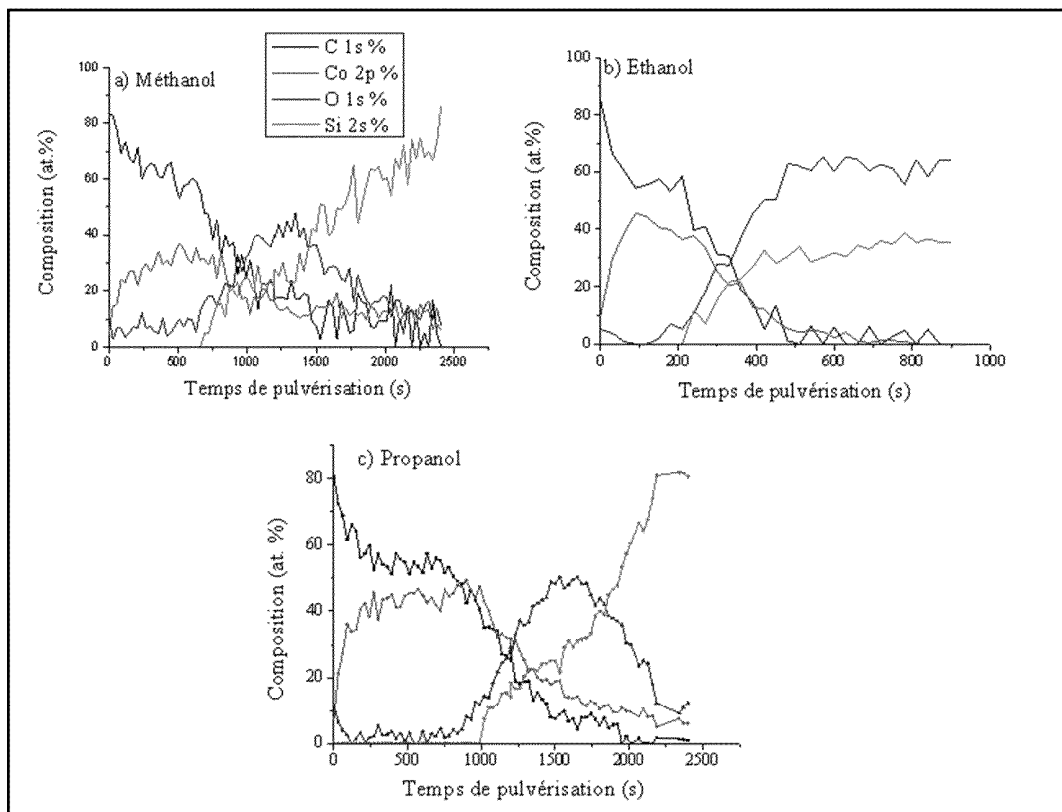 a) Méthanol
C 1s %
Co 2p %
O 1s %
Si 2s %
Composition (at.%)
100
80
60
40
20
0
0
500
1000
1500
2000
2500
Temps de pulvérisation (s)
b) Ethanol
Composition (at.%)
100
80
60
40
20
0
0
200
400
600
800
1000
Temps de pulvérisation (s)
c) Propanol
Composition (at. %)
80
60
40
20
0
0
500
1000
1500
2000
2500
Temps de pulvérisation (s)